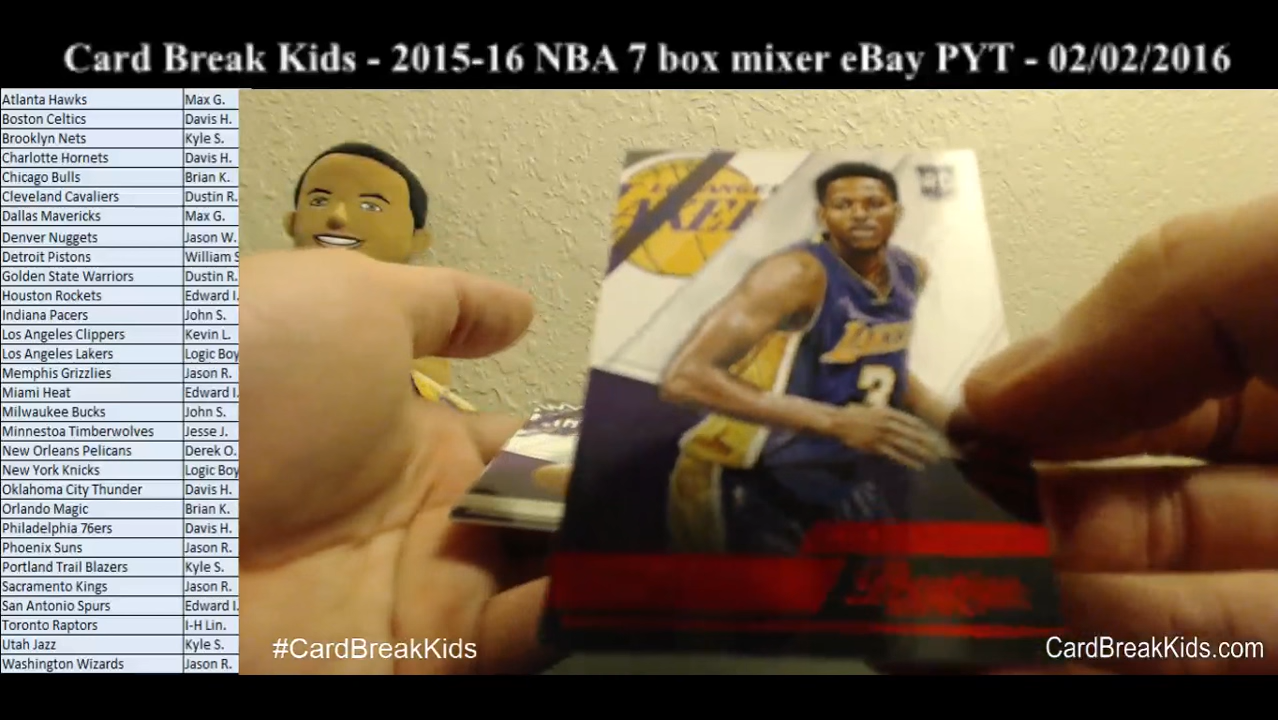 Card Break Kids - 2015-16 NBA 7 box mixer eBay PYT - 02/02/2016
Atlanta Hawks Max G.
Boston Celtics Davis H.
Brooklyn Nets Kyle S.
Charlotte Hornets Davis H.
Chicago Bulls Brian K.
Cleveland Cavaliers Dustin R.
Dallas Mavericks Max G.
Denver Nuggets Jason W.
Detroit Pistons William S
Golden State Warriors Dustin R.
Houston Rockets Edward I.
Indiana Pacers John S.
Los Angeles Clippers Kevin L.
Los Angeles Lakers Logic Boy
Memphis Grizzlies Jason R.
Miami Heat Edward I.
Milwaukee Bucks John S.
Minnestoa Timberwolves Jesse J.
New Orleans Pelicans Derek O.
New York Knicks Logic Boy
Oklahoma City Thunder Davis H.
Orlando Magic Brian K.
Philadelphia 76ers Davis H.
Phoenix Suns Jason R.
Portland Trail Blazers Kyle S.
Sacramento Kings Jason R.
San Antonio Spurs Edward I.
Toronto Raptors I-H Lin.
Utah Jazz Kyle S.
Washington Wizards Jason R.
3
#CardBreakKids
CardBreakKids.com